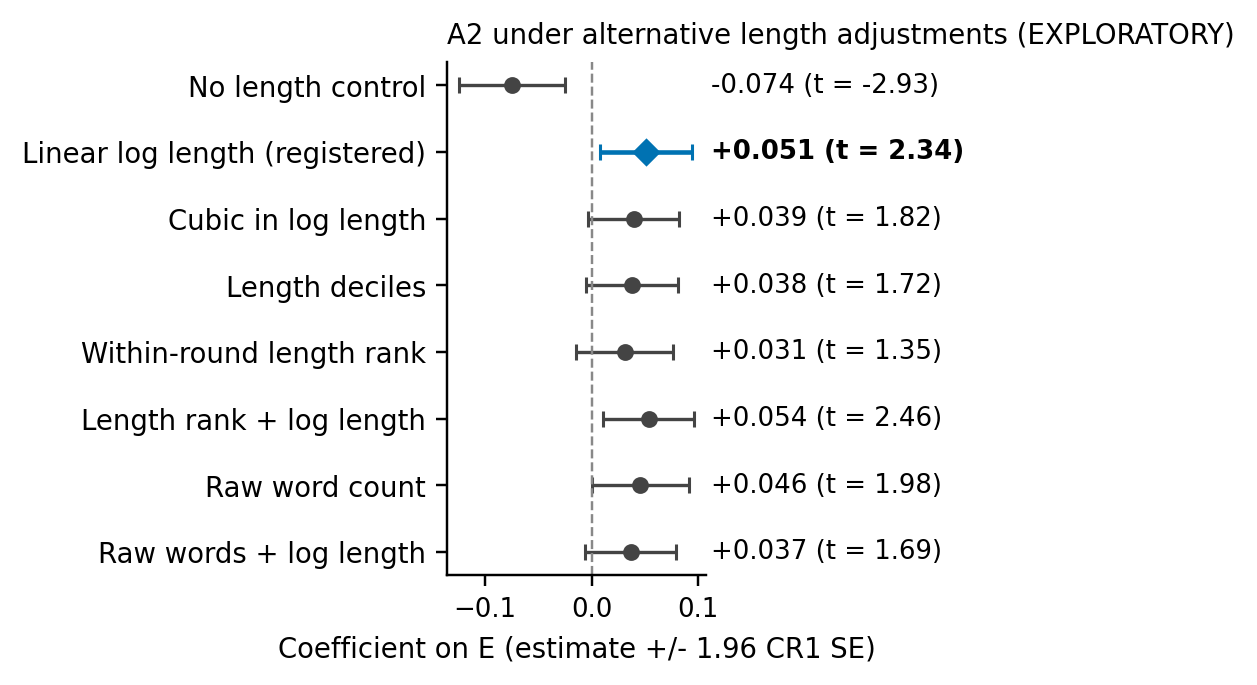 A2 under alternative length adjustments (EXPLORATORY)
No length control -0.074 (t = -2.93)
Linear log length (registered) +0.051 (t = 2.34)
Cubic in log length +0.039 (t = 1.82)
Length deciles +0.038 (t = 1.72)
Within-round length rank +0.031 (t = 1.35)
Length rank + log length +0.054 (t = 2.46)
Raw word count +0.046 (t = 1.98)
Raw words + log length +0.037 (t = 1.69)
−0.1 0.0 0.1
Coefficient on E (estimate +/- 1.96 CR1 SE)